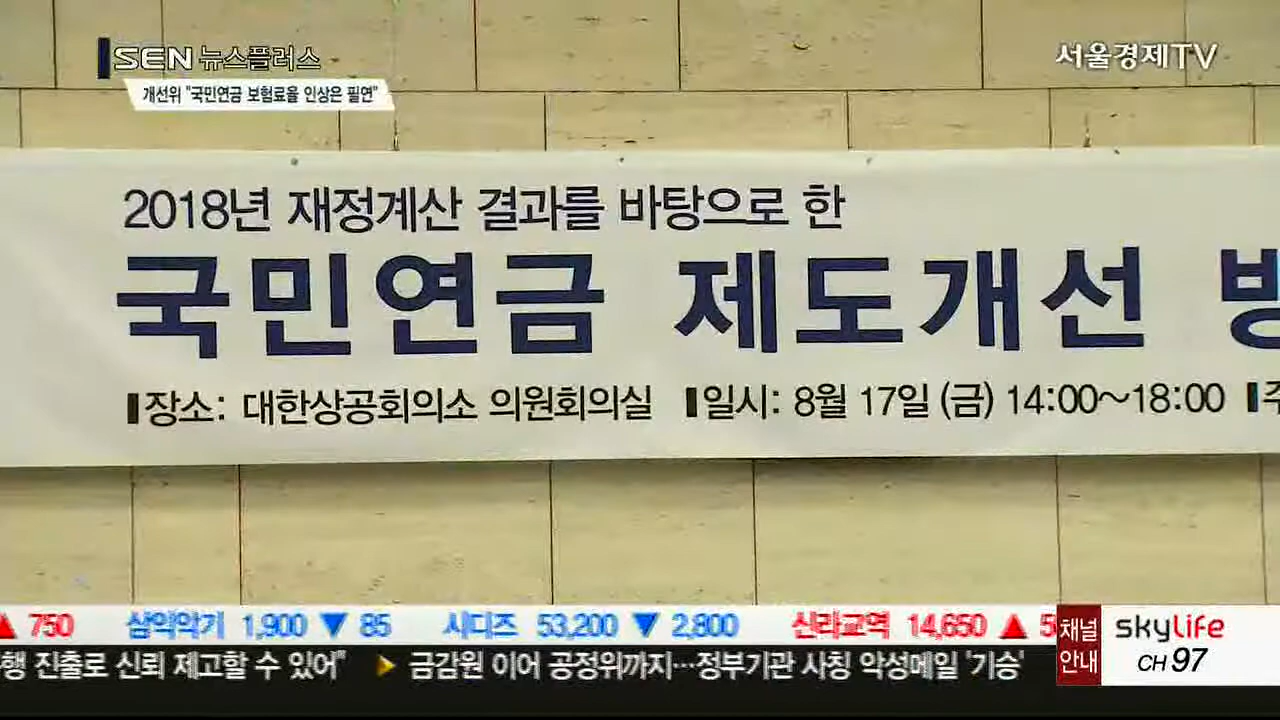 SEN 뉴스플러스
서울경제TV
개선위 "국민연금 보험료율 인상은 필연"
2018년 재정계산 결과를 바탕으로 한
국민연금 제도개선
▮장소: 대한상공회의소 의원회의실 ▮일시: 8월 17일 (금) 14:00~18:00
▲ 750 삼익악기 1,900 ▼ 85 시디즈 53,200 ▼ 2,800 신라교역 14,650 ▲
채널 안내
skylife
CH 97
행 진출로 신뢰 제고할 수 있어" ▶ 금감원 이어 공정위까지…정부기관 사칭 악성메일 '기승'